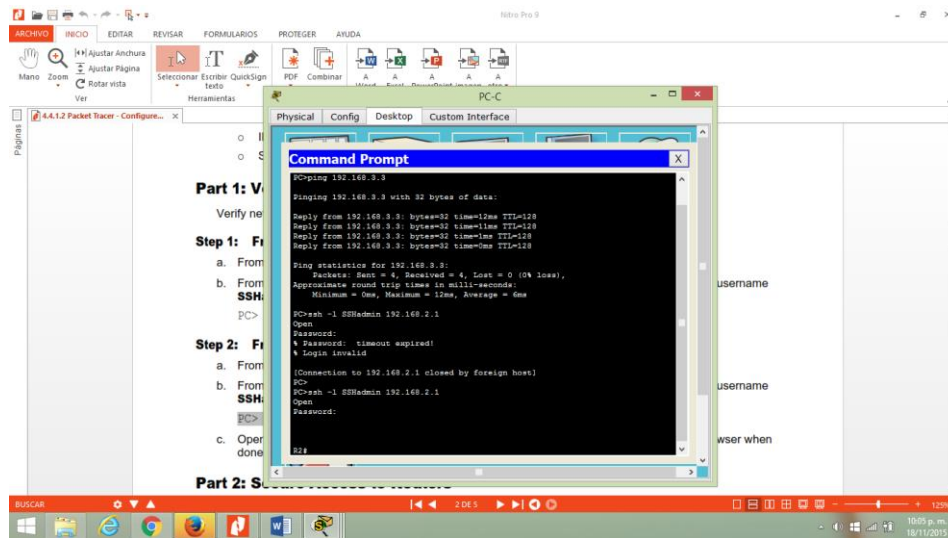 Nitro Pro 9
ARCHIVO INICIO EDITAR REVISAR FORMULARIOS PROTEGER AYUDA
Mano
Zoom
Ajustar Anchura
Ajustar Página
Rotar vista
Ver
Seleccionar
Escribir texto
QuickSign
Herramientas
PDF
Combinar
A
A
A
A
A
PC-C
4.4.1.2 Packet Tracer - Configure...
Páginas
Physical Config Desktop Custom Interface
Command Prompt X
PC>ping 192.168.3.3
Pinging 192.168.3.3 with 32 bytes of data:
Reply from 192.168.3.3: bytes=32 time=12ms TTL=128
Reply from 192.168.3.3: bytes=32 time=11ms TTL=128
Reply from 192.168.3.3: bytes=32 time=1ms TTL=128
Reply from 192.168.3.3: bytes=32 time=0ms TTL=128
Ping statistics for 192.168.3.3:
Packets: Sent = 4, Received = 4, Lost = 0 (0% loss),
Approximate round trip times in milli-seconds:
Minimum = 0ms, Maximum = 12ms, Average = 6ms
PC>ssh -l SSHadmin 192.168.2.1
Open
Password:
% Password: timeout expired!
% Login invalid
[Connection to 192.168.2.1 closed by foreign host]
PC>
PC>ssh -l SSHadmin 192.168.2.1
Open
Password:
R2#
Part 1: V
Verify ne
Step 1: F
a. From
b. From username
SSH
PC>
Step 2: F
a. From
b. From username
SSH
PC>
c. Oper wser when
done
Part 2: Secure Access to Routers
BUSCAR
2 DE 5
125%
10:05 p. m.
18/11/2015